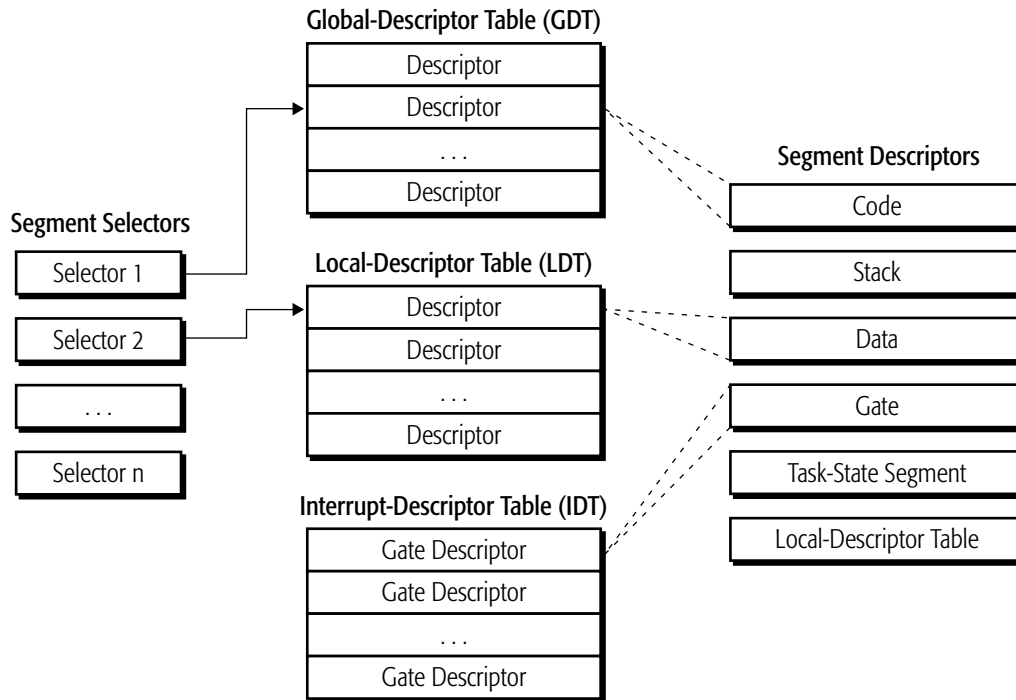 Global-Descriptor Table (GDT)
Descriptor
Descriptor
. . .
Descriptor
Segment Selectors
Selector 1
Selector 2
. . .
Selector n
Local-Descriptor Table (LDT)
Descriptor
Descriptor
. . .
Descriptor
Interrupt-Descriptor Table (IDT)
Gate Descriptor
Gate Descriptor
. . .
Gate Descriptor
Segment Descriptors
Code
Stack
Data
Gate
Task-State Segment
Local-Descriptor Table